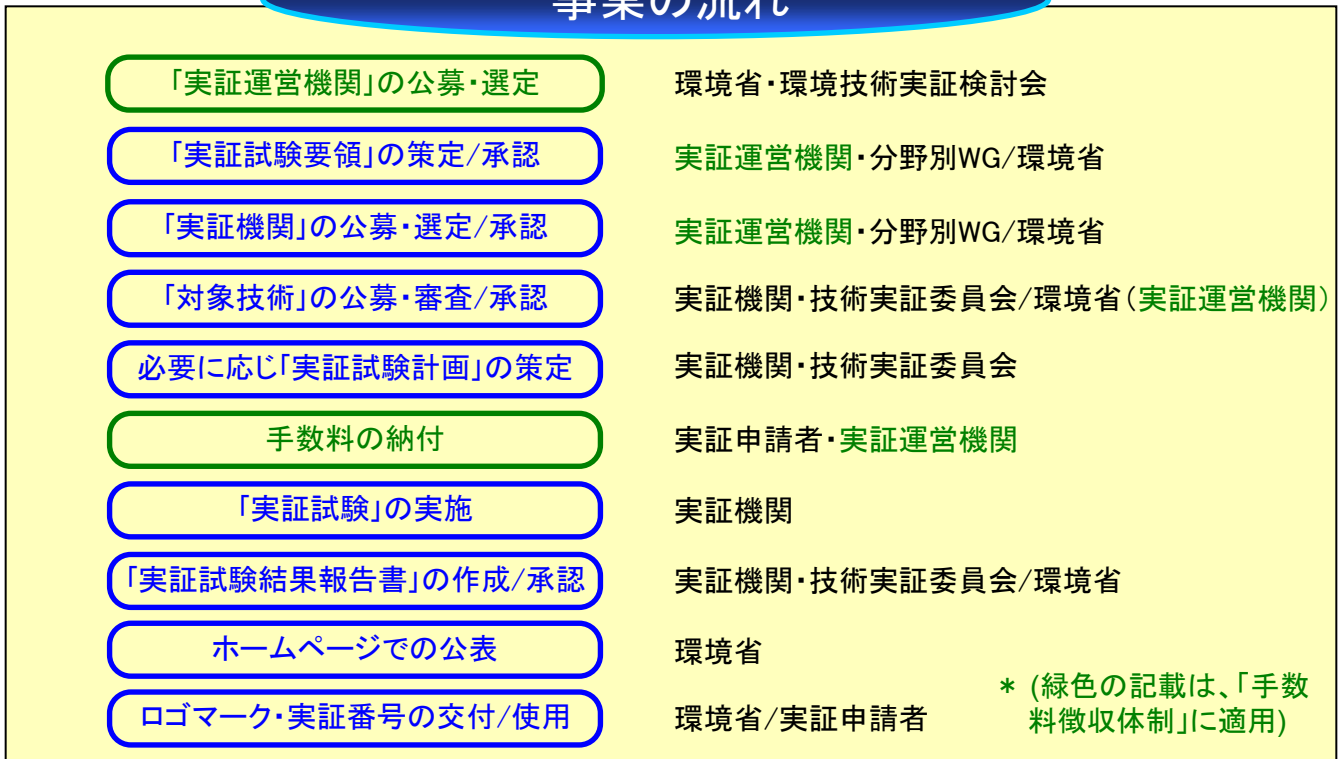 事業の流れ
「実証運営機関」の公募・選定 環境省・環境技術実証検討会
「実証試験要領」の策定/承認 実証運営機関・分野別WG/環境省
「実証機関」の公募・選定/承認 実証運営機関・分野別WG/環境省
「対象技術」の公募・審査/承認 実証機関・技術実証委員会/環境省(実証運営機関)
必要に応じ「実証試験計画」の策定 実証機関・技術実証委員会
手数料の納付 実証申請者・実証運営機関
「実証試験」の実施 実証機関
「実証試験結果報告書」の作成/承認 実証機関・技術実証委員会/環境省
ホームページでの公表 環境省
ロゴマーク・実証番号の交付/使用 環境省/実証申請者
* (緑色の記載は、「手数
料徴収体制」に適用)